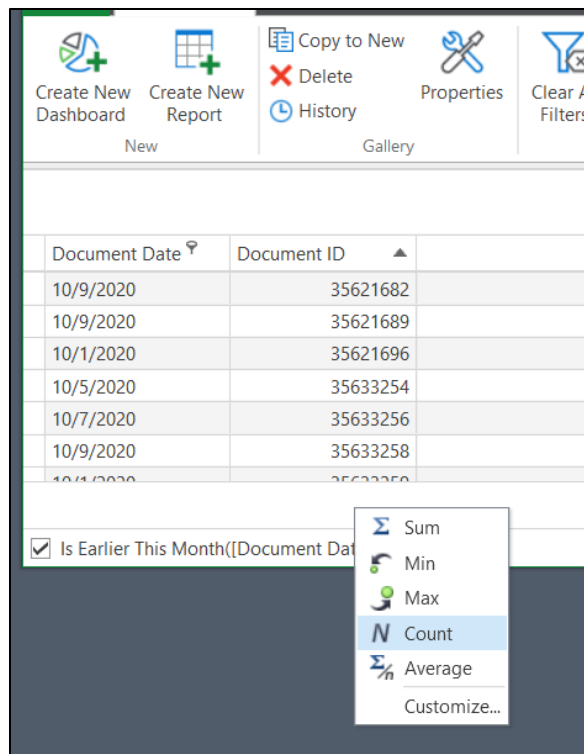 Create New
Dashboard
Create New
Report
Copy to New
Delete
History
Properties
Clear A
Filters
New
Gallery
Document Date
Document ID
10/9/2020 35621682
10/9/2020 35621689
10/1/2020 35621696
10/5/2020 35633254
10/7/2020 35633256
10/9/2020 35633258
Is Earlier This Month([Document Dat
Sum
Min
Max
Count
Average
Customize...